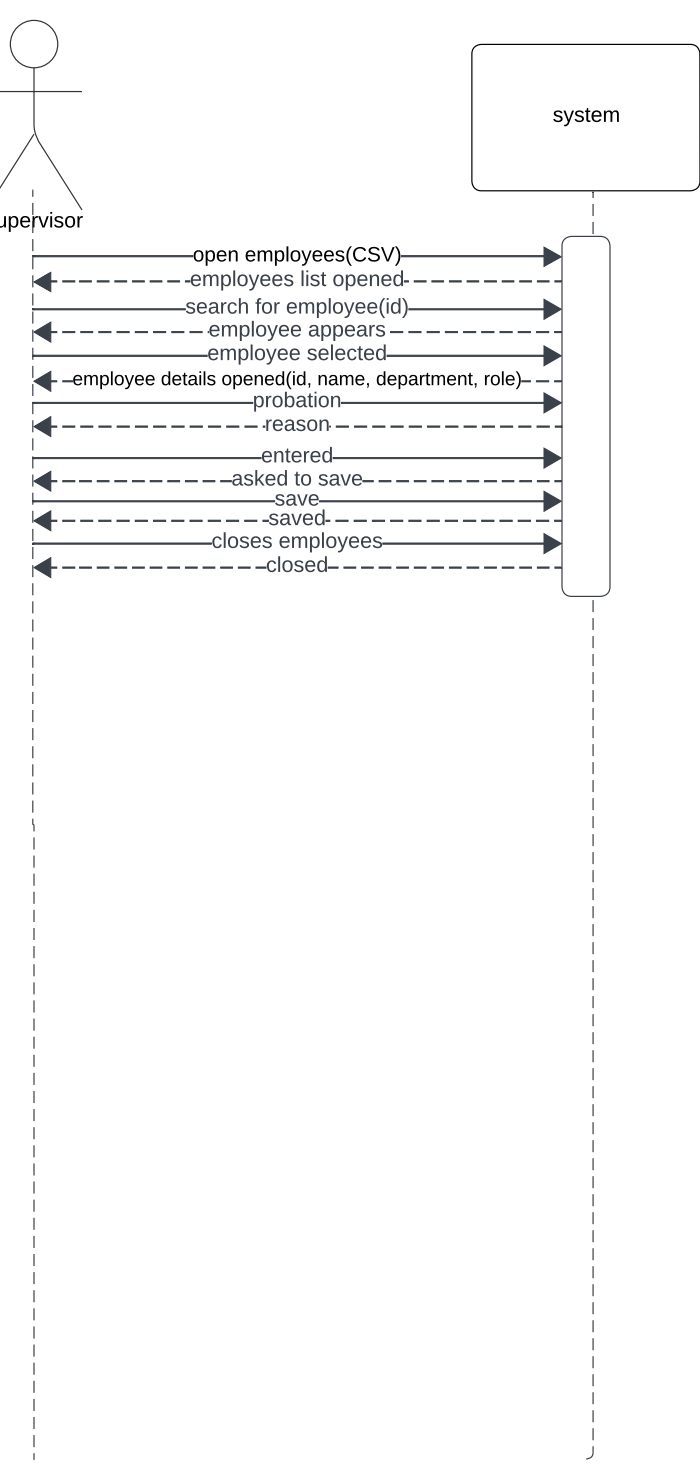 system
upervisor
open employees(CSV)
employees list opened
search for employee(id)
employee appears
employee selected
employee details opened(id, name, department, role)
probation
reason
entered
asked to save
save
saved
closes employees
closed